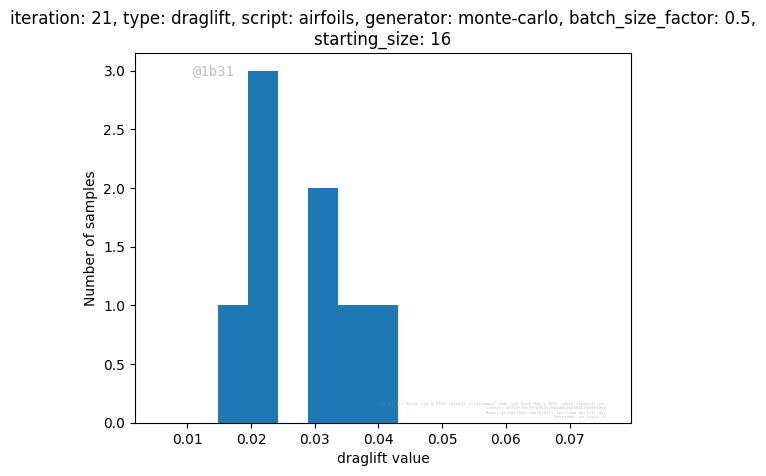 iteration: 21, type: draglift, script: airfoils, generator: monte-carlo, batch_size_factor: 0.5,
starting_size: 16
@1b31
3.0
2.5
2.0
1.5
1.0
0.5
0.0
Number of samples
0.01
0.02
0.03
0.04
0.05
0.06
0.07
draglift value